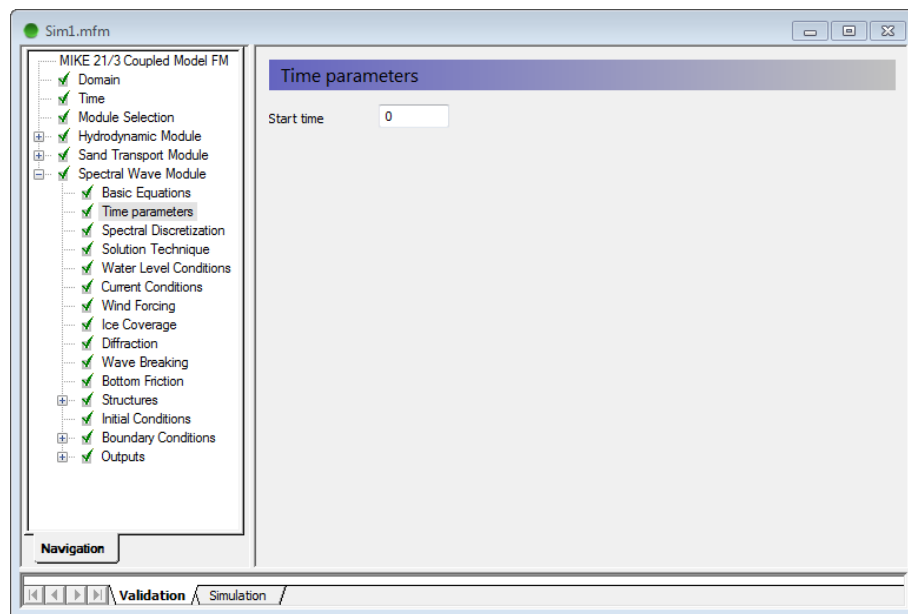 Sim1.mfm
MIKE 21/3 Coupled Model FM
Domain
Time
Module Selection
Hydrodynamic Module
Sand Transport Module
Spectral Wave Module
Basic Equations
Time parameters
Spectral Discretization
Solution Technique
Water Level Conditions
Current Conditions
Wind Forcing
Ice Coverage
Diffraction
Wave Breaking
Bottom Friction
Structures
Initial Conditions
Boundary Conditions
Outputs
Navigation
Time parameters
Start time 0
Validation Simulation